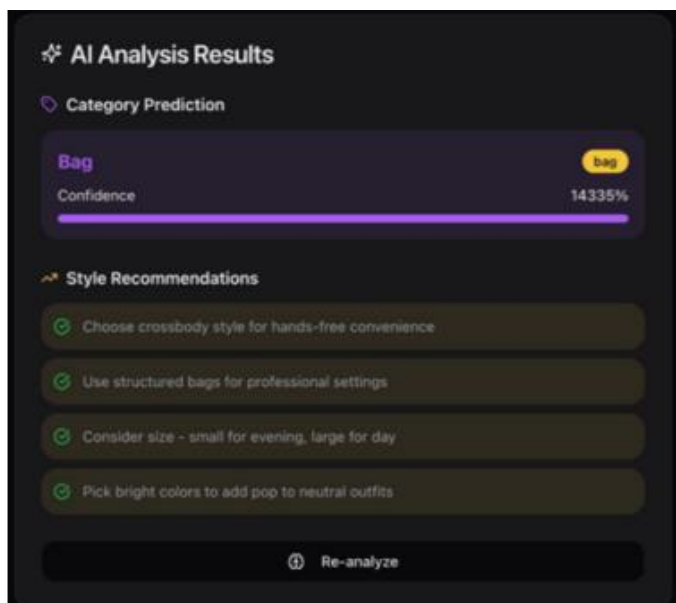 AI Analysis Results
Category Prediction
Bag
bag
Confidence
14335%
Style Recommendations
Choose crossbody style for hands-free convenience
Use structured bags for professional settings
Consider size - small for evening, large for day
Pick bright colors to add pop to neutral outfits
Re-analyze